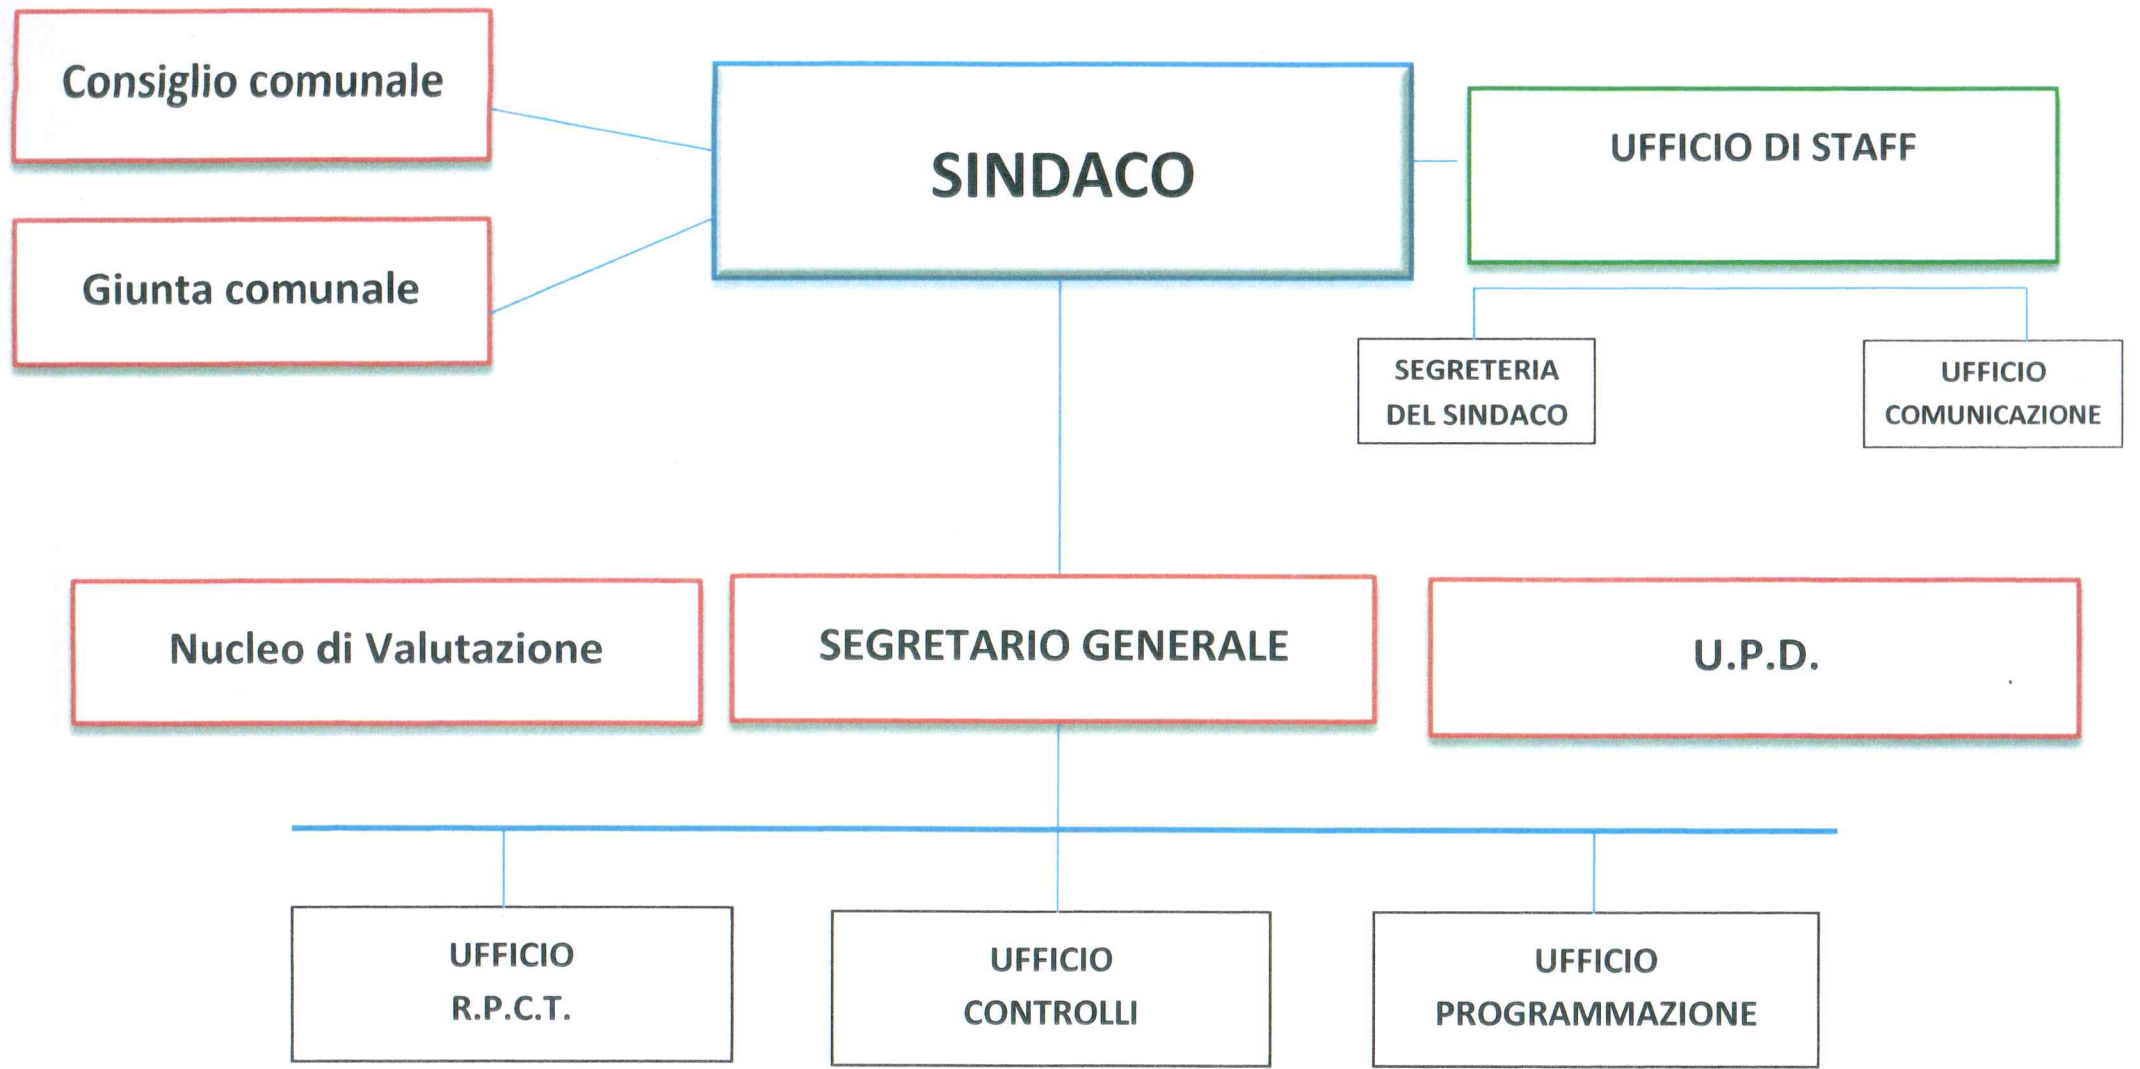 Consiglio comunale
SINDACO
UFFICIO DI STAFF
Giunta comunale
SEGRETERIA
DEL SINDACO
UFFICIO
COMUNICAZIONE
Nucleo di Valutazione
SEGRETARIO GENERALE
U.P.D.
UFFICIO
R.P.C.T.
UFFICIO
CONTROLLI
UFFICIO
PROGRAMMAZIONE